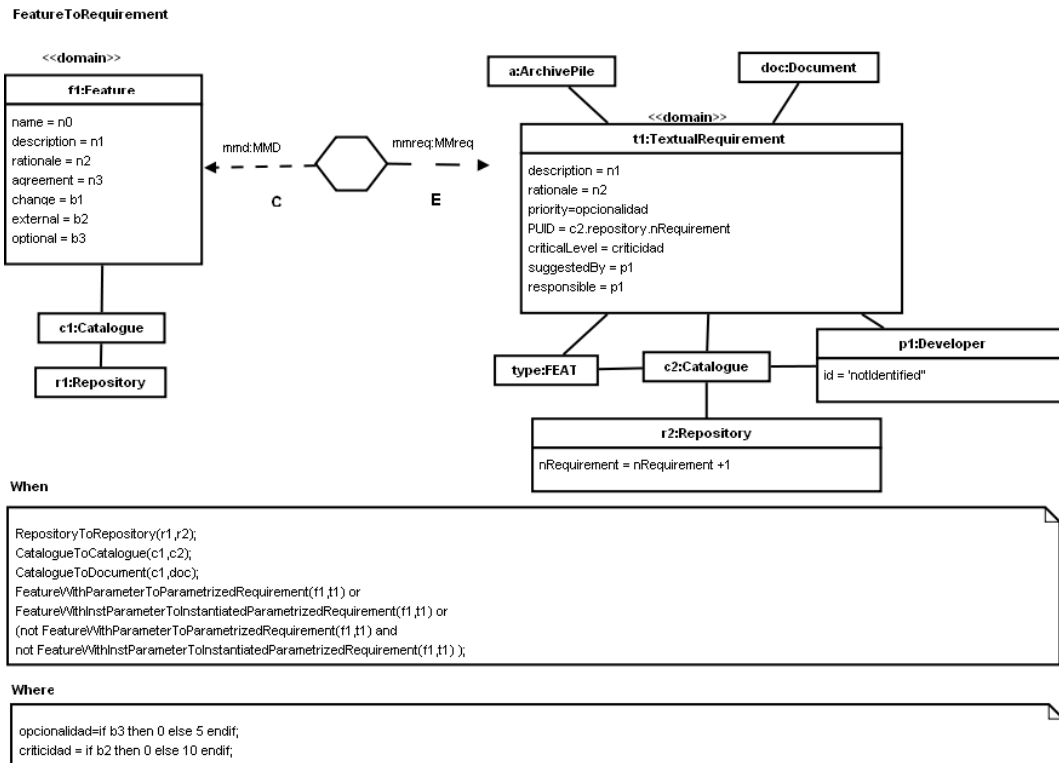 FeatureToRequirement
<<domain>>
f1:Feature
name = n0
description = n1
rationale = n2
agreement = n3
change = b1
external = b2
optional = b3
c1:Catalogue
r1:Repository
mmd:MMD
C
mmreq:MMreq
E
a:ArchivePile
doc:Document
<<domain>>
t1:TextualRequirement
description = n1
rationale = n2
priority=opcionalidad
PUID = c2.repository.nRequirement
criticalLevel = criticidad
suggestedBy = p1
responsible = p1
type:FEAT
c2:Catalogue
p1:Developer
id = 'notIdentified"
r2:Repository
nRequirement = nRequirement +1
When
RepositoryToRepository(r1,r2);
CatalogueToCatalogue(c1,c2);
CatalogueToDocument(c1,doc);
FeatureWithParameterToParametrizedRequirement(f1,t1) or
FeatureWithInstParameterToInstantiatedParametrizedRequirement(f1,t1) or
(not FeatureWithParameterToParametrizedRequirement(f1,t1) and
not FeatureWithInstParameterToInstantiatedParametrizedRequirement(f1,t1) );
Where
opcionalidad=if b3 then 0 else 5 endif;
criticidad = if b2 then 0 else 10 endif;